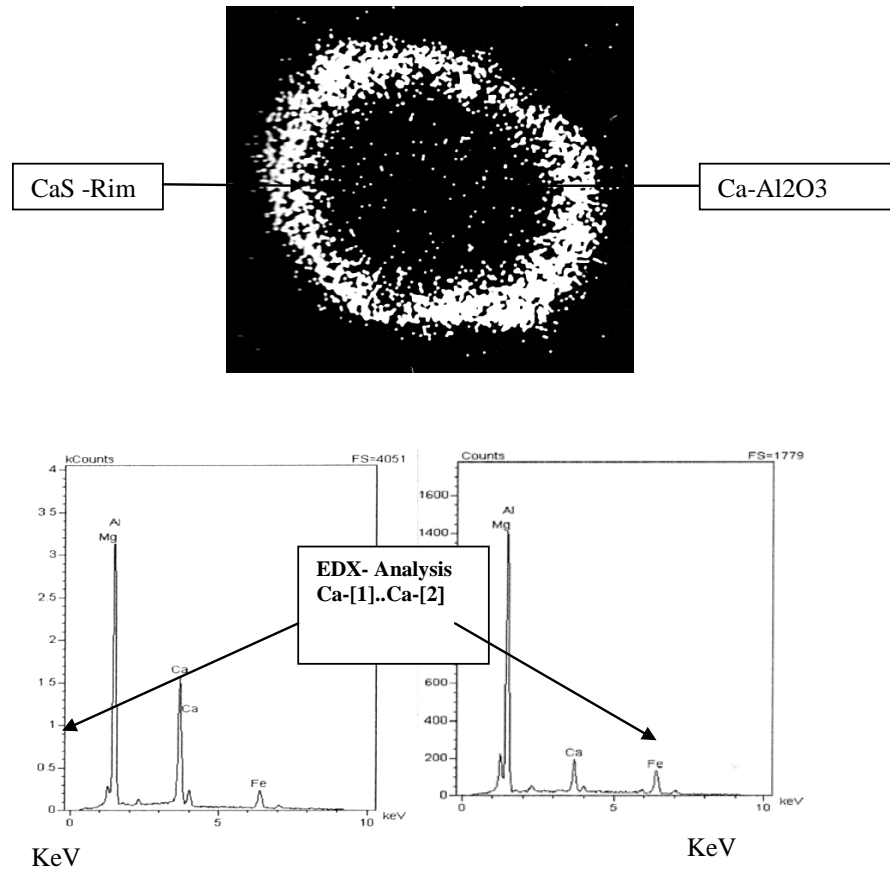 CaS -Rim
Ca-Al2O3
kCounts
FS=4051
4
3 5
3
2.5
2
1.5
1
0 5
0
Al
Mg
Ca
Ca
Fe
0
5
10
keV
KeV
EDX- Analysis
Ca-[1]..Ca-[2]
Counts
FS=1779
1600
1400
600
400
200
0
Al
Mg
Ca
Fe
0
5
10
keV
KeV